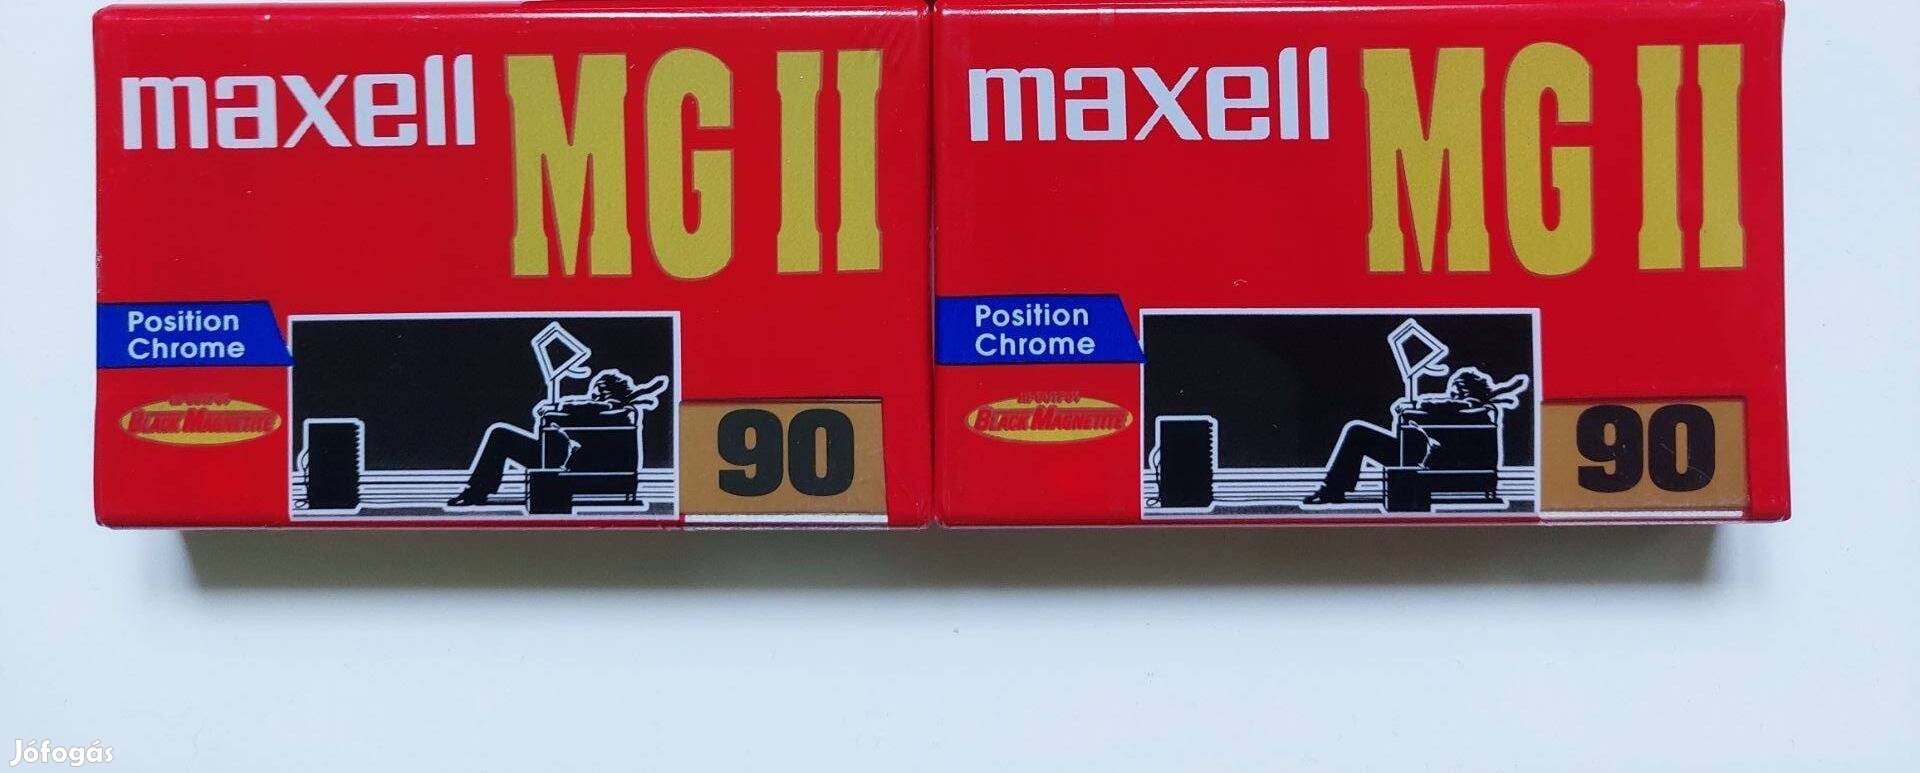 maxell MG II
Position
Chrome
BLACK MAGNETITE
90
maxell MG II
Position
Chrome
BLACK MAGNETITE
90
Jófogás